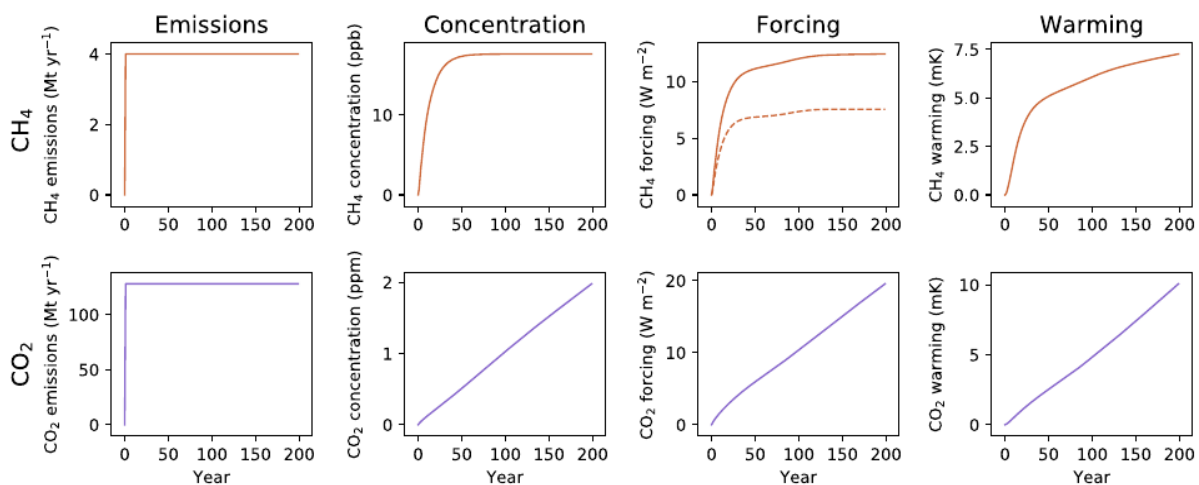 Emissions
Concentration
Forcing
Warming
CH₄
CH₄ emissions (Mt yr⁻¹)
4
2
0
0 50 100 150 200
CH₄ concentration (ppb)
10
0
0 50 100 150 200
CH₄ forcing (W m⁻²)
10
5
0
0 50 100 150 200
CH₄ warming (mK)
7.5
5.0
2.5
0.0
0 50 100 150 200
CO₂
CO₂ emissions (Mt yr⁻¹)
100
50
0
0 50 100 150 200
Year
CO₂ concentration (ppm)
2
1
0
0 50 100 150 200
Year
CO₂ forcing (W m⁻²)
20
10
0
0 50 100 150 200
Year
CO₂ warming (mK)
10
5
0
0 50 100 150 200
Year